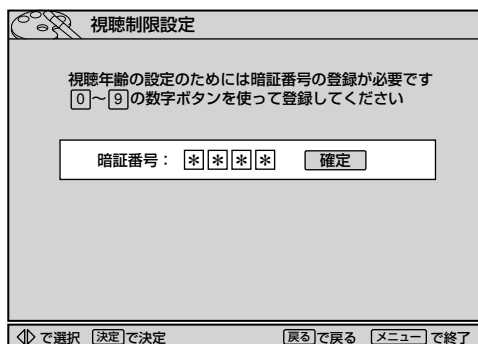 視聴制限設定
視聴年齢の設定のためには暗証番号の登録が必要です
0～9の数字ボタンを使って登録してください
暗証番号： ＊＊＊＊ 確定
で選択 決定で決定 戻るで戻る メニューで終了